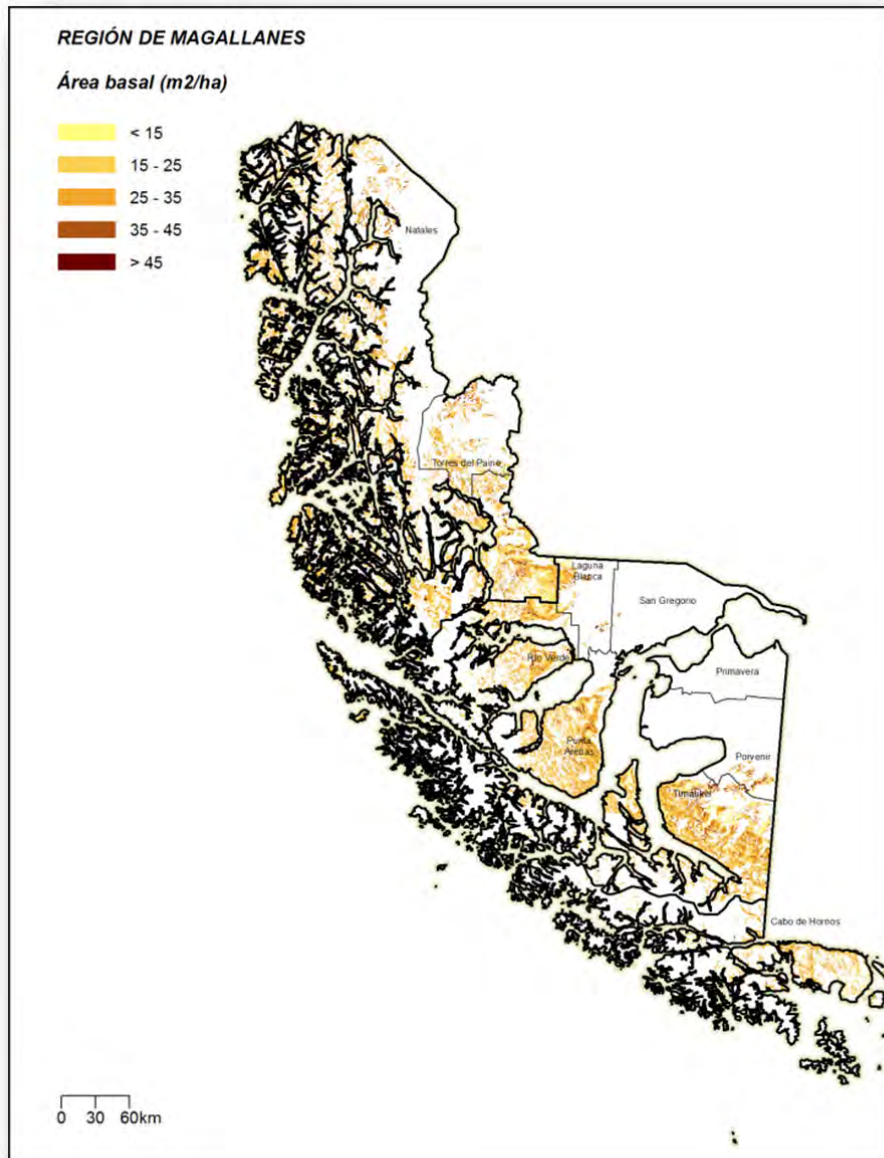 REGIÓN DE MAGALLANES
Área basal (m2/ha)
< 15
15 - 25
25 - 35
35 - 45
> 45
Natales
Torres del Paine
Laguna
Blanca
San Gregorio
Río Verde
Primavera
Punta
Arenas
Porvenir
Timaukel
Cabo de Hornos
0 30 60km